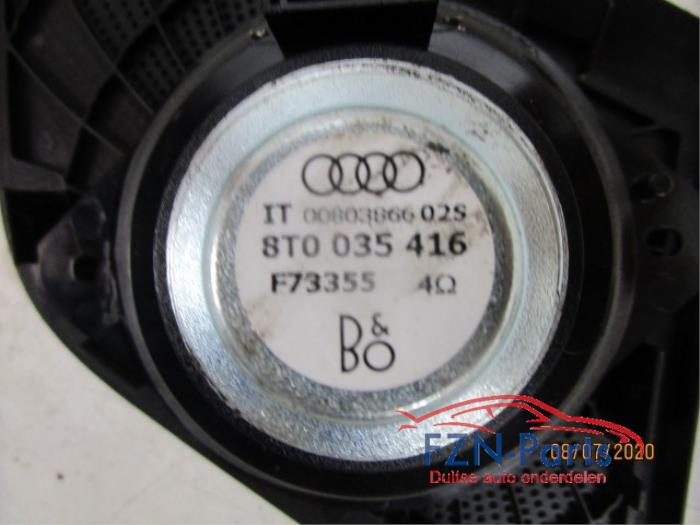 IT 00803866 02S
8T0 035 416
F73355 4Ω
B&O
FZN-Parts
08/07/2020
Duitse auto onderdelen